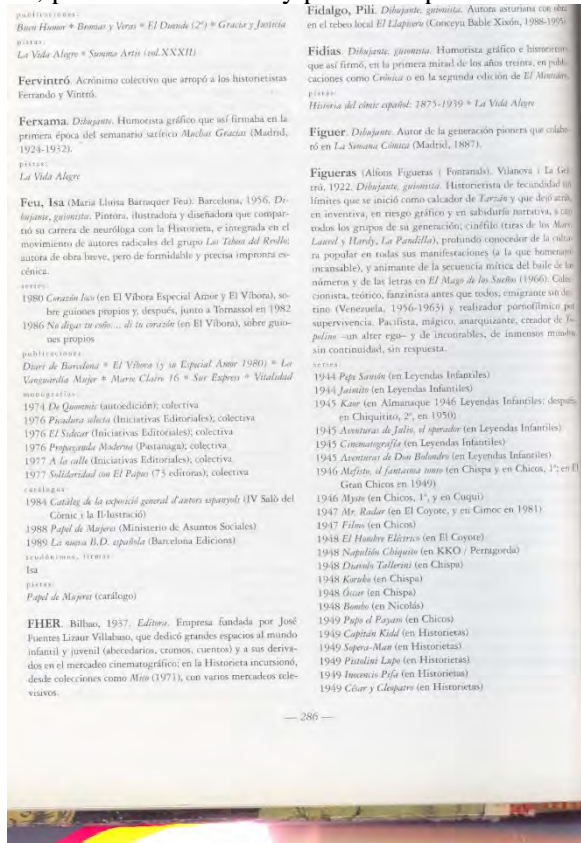 publicaciones:
Buen Humor * Bromas y Veras * El Duende (2º) * Gracia y Justicia
pistas:
La Vida Alegre * Summa Artis (vol.XXXII)
Fervintró. Acrónimo colectivo que arropó a los historietistas
Ferrando y Vintró.
Ferxama. Dibujante. Humorista gráfico que así firmaba en la
primera época del semanario satírico Muchas Gracias (Madrid,
1924-1932).
pistas:
La Vida Alegre
Feu, Isa (Maria Lluisa Barraquer Feu). Barcelona, 1956. Di-
bujante, guionista. Pintora, ilustradora y diseñadora que compar-
tió su carrera de neuróloga con la Historieta, e integrada en el
movimiento de autores radicales del grupo Los Tebeos del Rrollo;
autora de obra breve, pero de formidable y precisa impronta es-
cénica.
series:
1980 Corazón loco (en El Víbora Especial Amor y El Víbora), so-
bre guiones propios y, después, junto a Tornassol en 1982
1986 No digas tu coño..., di tu corazón (en El Víbora), sobre guio-
nes propios
publicaciones:
Diari de Barcelona * El Víbora (y su Especial Amor 1980) * La
Vanguardia Mujer * Marie Claire 16 * Sur Express * Vitalidad
monografías:
1974 De Quommic (autoedición); colectiva
1976 Picadura selecta (Iniciativas Editoriales); colectiva
1976 El Sidecar (Iniciativas Editoriales); colectiva
1976 Propaganda Moderna (Pastanaga); colectiva
1977 A la calle (Iniciativas Editoriales); colectiva
1977 Solidaridad con El Papus (75 editoras); colectiva
catálogos:
1984 Catàleg de la exposició general d'autors espanyols (IV Saló del
Còmic i la Il·lustració)
1988 Papel de Mujeres (Ministerio de Asuntos Sociales)
1989 La nueva B.D. española (Barcelona Edicions)
seudónimos, firmas:
Isa
pistas:
Papel de Mujeres (catálogo)
FHER. Bilbao, 1937. Editora. Empresa fundada por José
Fuentes Lizaur Villabaso, que dedicó grandes espacios al mundo
infantil y juvenil (abecedarios, cromos, cuentos) y a sus deriva-
dos en el mercadeo cinematográfico; en la Historieta incursionó,
desde colecciones como Mico (1971), con varios mercadeos tele-
visivos.
Fidalgo, Pili. Dibujante, guionista. Autora asturiana con obra
en el tebeo local El Llapizeru (Conceyu Bable Xixón, 1988-1995)
Fidias. Dibujante, guionista. Humorista gráfico e historietista
que así firmó, en la primera mitad de los años treinta, en publi-
caciones como Crónica o en la segunda edición de El Mentidero.
pistas:
Historia del cómic español: 1875-1939 * La Vida Alegre
Figuer. Dibujante. Autor de la generación pionera que colabo-
ró en La Semana Cómica (Madrid, 1887).
Figueras (Alfons Figueras i Fontanals). Vilanova i La Gel-
trú, 1922. Dibujante, guionista. Historietista de fecundidad sin
límites que se inició como calcador de Tarzán y que dejó atrás,
en inventiva, en riesgo gráfico y en sabiduría narrativa, a casi
todos los grupos de su generación; cinéfilo (tiras de los Marx,
Laurel y Hardy, La Pandilla), profundo conocedor de la cultu-
ra popular en todas sus manifestaciones (a la que homenajeó
incansable), y animante de la secuencia mítica del baile de los
números y de las letras en El Mago de los Sueños (1966). Colec-
cionista, teórico, fanzinista antes que todos, emigrante sin des-
tino (Venezuela, 1956-1963) y realizador pornofílmico por
supervivencia. Pacifista, mágico, anarquizante, creador de To-
polino –un alter ego– y de incontables, de inmensos mundos
sin continuidad, sin respuesta.
series:
1944 Pepe Sansón (en Leyendas Infantiles)
1944 Jaimito (en Leyendas Infantiles)
1945 Kaor (en Almanaque 1946 Leyendas Infantiles; después,
en Chiquitito, 2º, en 1950)
1945 Aventuras de Julio, el operador (en Leyendas Infantiles)
1945 Cinematografía (en Leyendas Infantiles)
1945 Aventuras de Don Bolondro (en Leyendas Infantiles)
1946 Mefisto, el fantasma tonto (en Chispa y en Chicos, 1º; en El
Gran Chicos en 1949)
1946 Mysto (en Chicos, 1º, y en Cuquí)
1947 Mr. Radar (en El Coyote, y en Cimoc en 1981)
1947 Films (en Chicos)
1948 El Hombre Eléctrico (en El Coyote)
1948 Napulión Chiquito (en KKO / Pernigorda)
1948 Diavolo Tallerini (en Chispa)
1948 Koruko (en Chispa)
1948 Óscar (en Chispa)
1948 Bombo (en Nicolás)
1949 Pupo el Payaso (en Chicos)
1949 Capitán Kidd (en Historietas)
1949 Sopera-Man (en Historietas)
1949 Pistolini Lupo (en Historietas)
1949 Inocencio Pifa (en Historietas)
1949 César y Cleopatro (en Historietas)
— 286 —